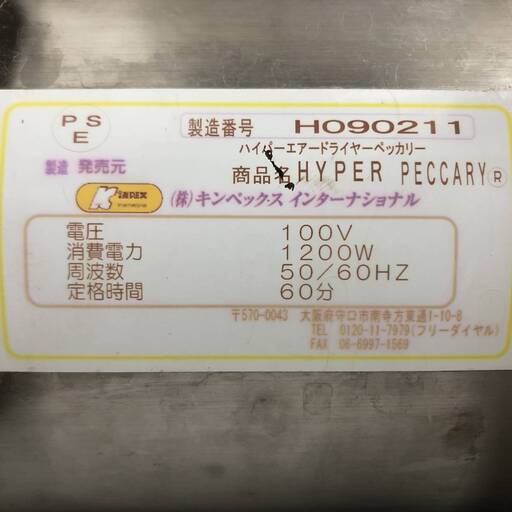 PS
E
製造番号 H090211
ハイパーエアードライヤーペッカリー
商品名 HYPER PECCARY®
製造 発売元
(株)キンペックス インターナショナル
電圧 100V
消費電力 1200W
周波数 50/60HZ
定格時間 60分
〒570-0043 大阪府守口市南寺方東通1-10-8
TEL 0120-11-7979(フリーダイヤル)
FAX 06-6997-1569